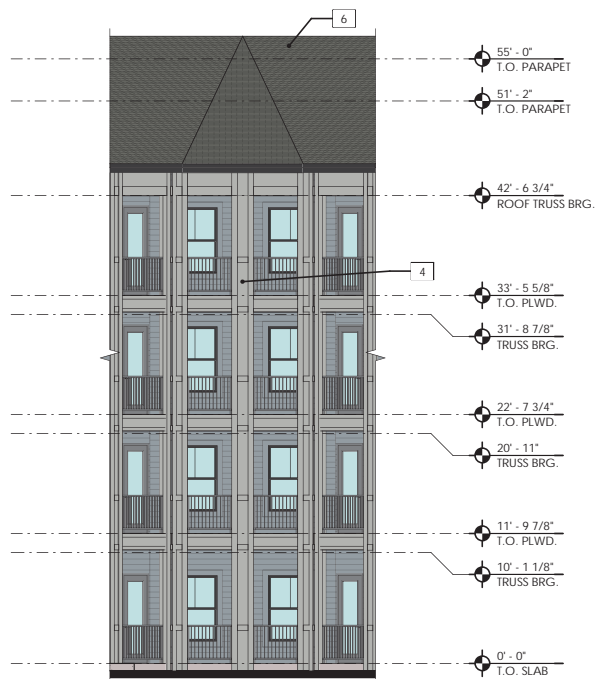 6
55' - 0"
T.O. PARAPET
51' - 2"
T.O. PARAPET
42' - 6 3/4"
ROOF TRUSS BRG.
4
33' - 5 5/8"
T.O. PLWD.
31' - 8 7/8"
TRUSS BRG.
22' - 7 3/4"
T.O. PLWD.
20' - 11"
TRUSS BRG.
11' - 9 7/8"
T.O. PLWD.
10' - 1 1/8"
TRUSS BRG.
0' - 0"
T.O. SLAB